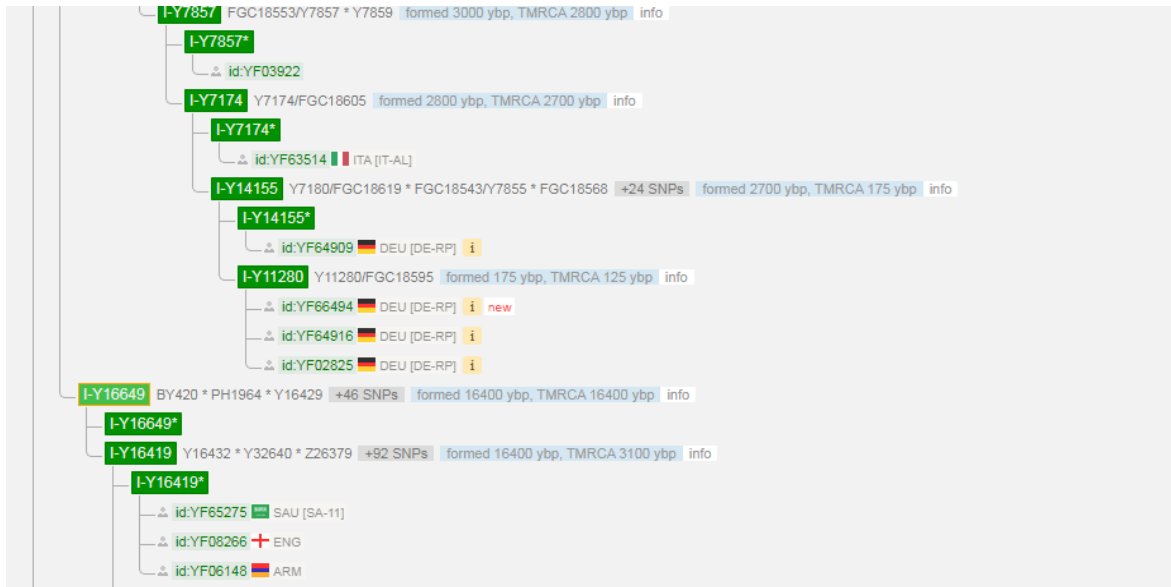 I-Y7857 FGC18553/Y7857 * Y7859 formed 3000 ybp, TMRCA 2800 ybp info
I-Y7857*
id:YF03922
I-Y7174 Y7174/FGC18605 formed 2800 ybp, TMRCA 2700 ybp info
I-Y7174*
id:YF63514 ITA [IT-AL]
I-Y14155 Y7180/FGC18619 * FGC18543/Y7855 * FGC18568 +24 SNPs formed 2700 ybp, TMRCA 175 ybp info
I-Y14155*
id:YF64909 DEU [DE-RP] i
I-Y11280 Y11280/FGC18595 formed 175 ybp, TMRCA 125 ybp info
id:YF66494 DEU [DE-RP] i new
id:YF64916 DEU [DE-RP] i
id:YF02825 DEU [DE-RP] i
I-Y16649 BY420 * PH1964 * Y16429 +46 SNPs formed 16400 ybp, TMRCA 16400 ybp info
I-Y16649*
I-Y16419 Y16432 * Y32640 * Z26379 +92 SNPs formed 16400 ybp, TMRCA 3100 ybp info
I-Y16419*
id:YF65275 SAU [SA-11]
id:YF08266 ENG
id:YF06148 ARM